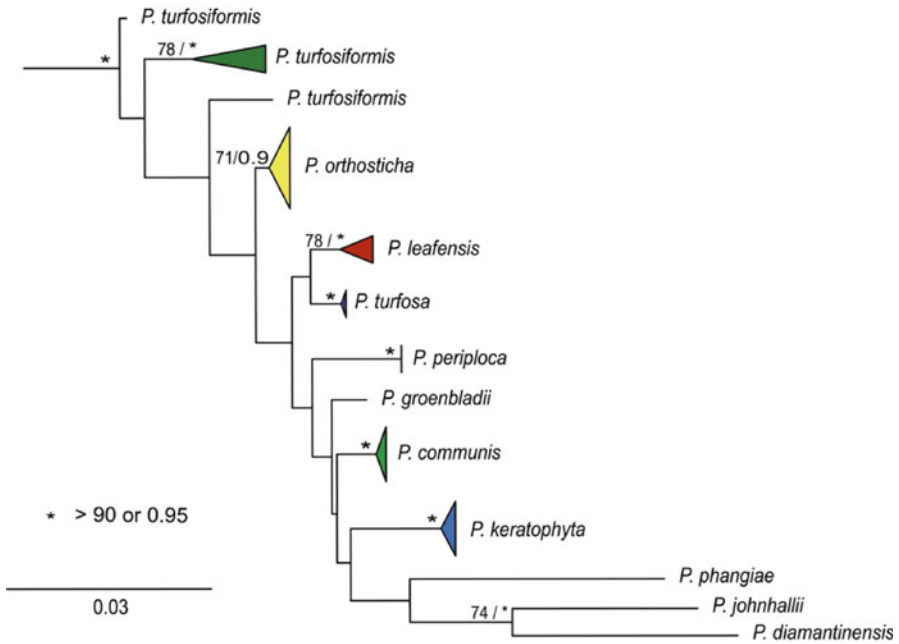 P. turfosiformis
*
78 / *
P. turfosiformis
P. turfosiformis
71/0.9
P. orthosticha
78 / *
P. leafensis
*
P. turfosa
*
P. periploca
P. groenbladii
*
P. communis
* > 90 or 0.95
*
P. keratophyta
P. phangiae
0.03
74 / *
P. johnhallii
P. diamantinensis